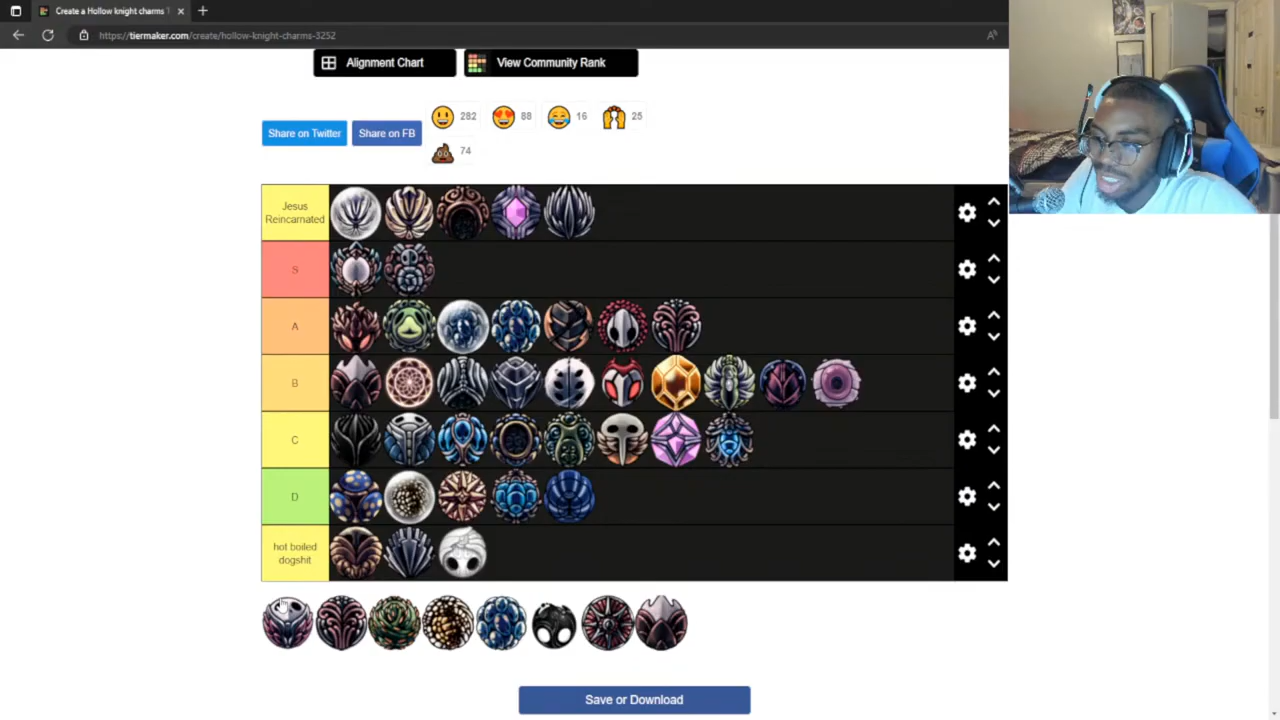 Create a Hollow knight charms T
https://tiermaker.com/create/hollow-knight-charms-3252
Alignment Chart
View Community Rank
Share on Twitter
Share on FB
282
88
16
25
74
Jesus
Reincarnated
S
A
B
C
D
hot boiled
dogshit
Save or Download